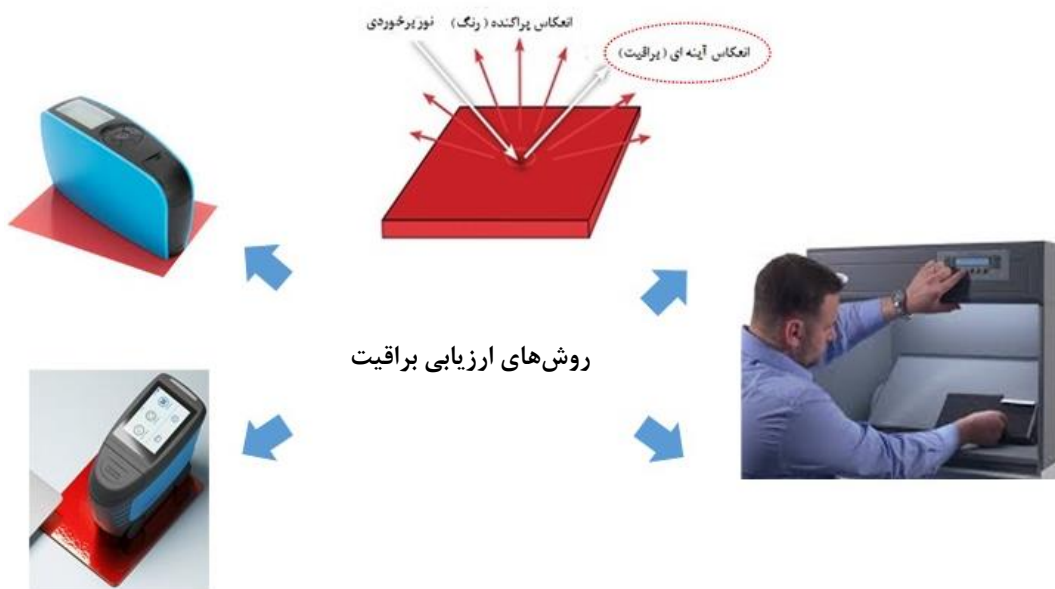 نور برخوردی
انعکاس پراکنده (رنگ)
انعکاس آینه ای (براقیت)
روش‌های ارزیابی براقیت